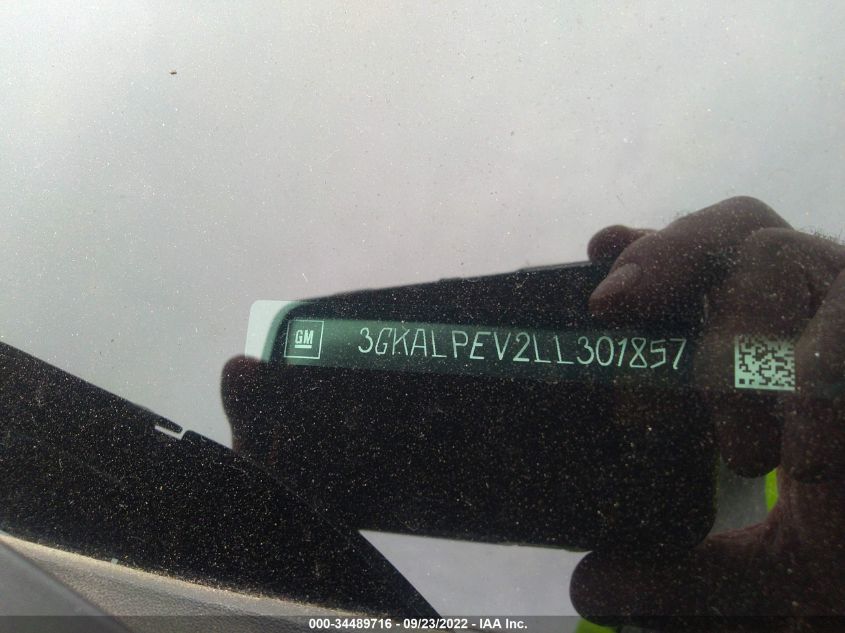 GM 3GKALPEV2LL301857
000-34489716 - 09/23/2022 - IAA Inc.